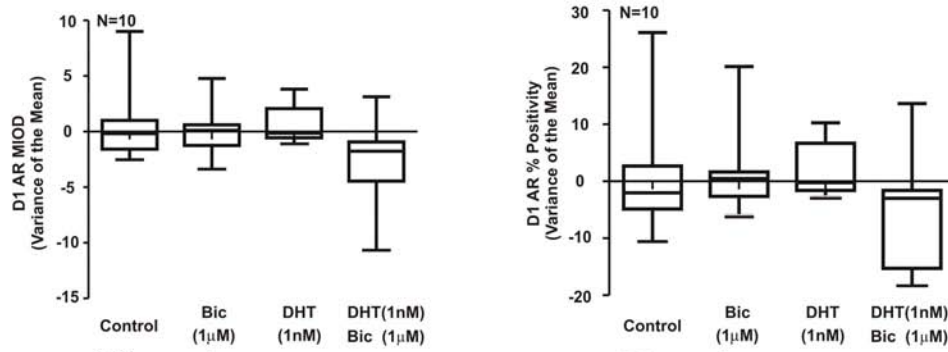 N=10
10
5
0
-5
-10
-15
D1 AR MIOD
(Variance of the Mean)
Control
Bic
(1μM)
DHT
(1nM)
DHT(1nM)
Bic (1μM)
N=10
30
20
10
0
-10
-20
D1 AR % Positivity
(Variance of the Mean)
Control
Bic
(1μM)
DHT
(1nM)
DHT(1nM)
Bic (1μM)